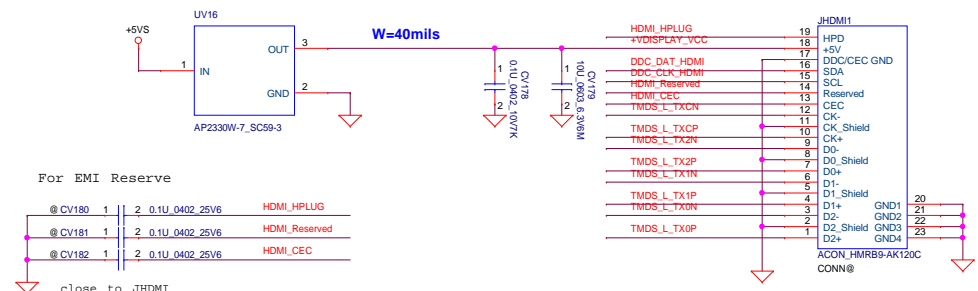 UV16
+5VS
1
IN
OUT
3
GND
2
AP2330W-7_SC59-3
W=40mils
1
2
CV178
0.1U_0402_10V7K
1
2
CV179
10U_0603_6.3V6M
JHDMI1
HDMI_HPLUG 19 HPD
+VDISPLAY_VCC 18 +5V
17 DDC/CEC GND
DDC_DAT_HDMI 16 SDA
DDC_CLK_HDMI 15 SCL
HDMI_Reserved 14 Reserved
HDMI_CEC 13 CEC
TMDS_L_TXCN 12 CK-
11 CK_Shield
TMDS_L_TXCP 10 CK+
TMDS_L_TX2N 9 D0-
8 D0_Shield
TMDS_L_TX2P 7 D0+
TMDS_L_TX1N 6 D1-
5 D1_Shield
TMDS_L_TX1P 4 D1+ GND1 20
TMDS_L_TX0N 3 D2- GND2 21
2 D2_Shield GND3 22
TMDS_L_TX0P 1 D2+ GND4 23
ACON_HMRB9-AK120C
CONN@
For EMI Reserve
@ CV180 1 2 0.1U_0402_25V6 HDMI_HPLUG
@ CV181 1 2 0.1U_0402_25V6 HDMI_Reserved
@ CV182 1 2 0.1U_0402_25V6 HDMI_CEC
close to JHDMI